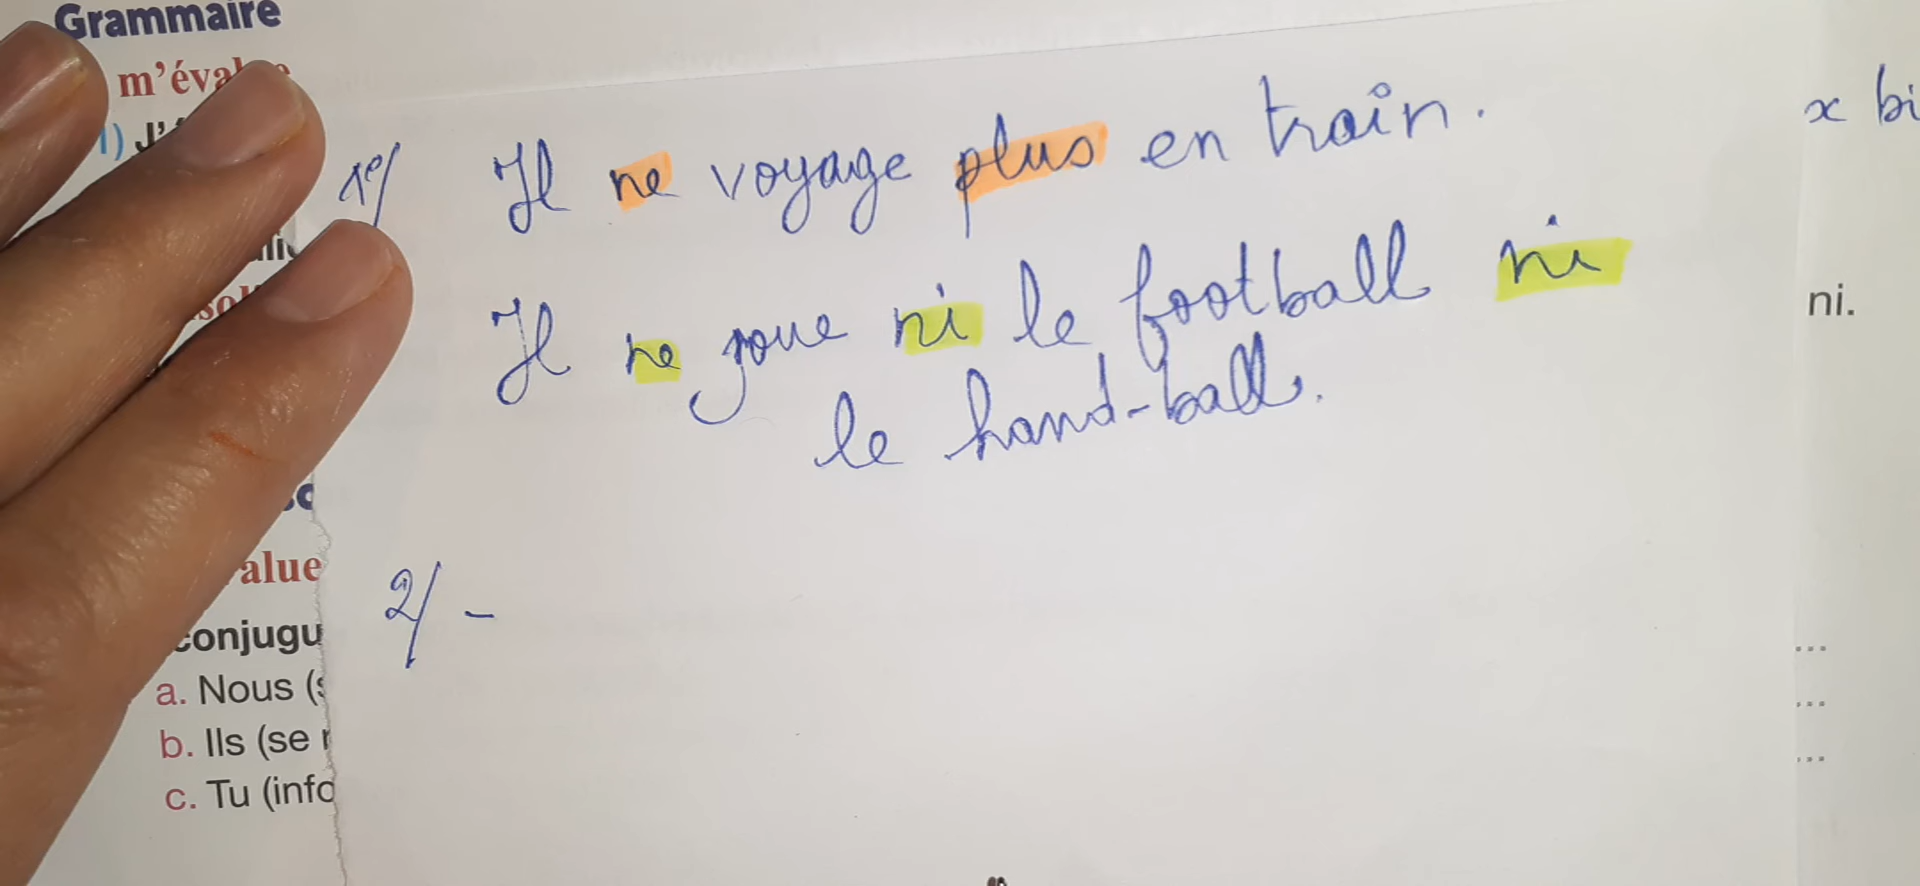 Grammaire
m'évalue
1) J'
1°/ Il ne voyage plus en train.
x bi
Il ne joue ni le football ni
ni.
le hand-ball.
alue
2/ -
conjugu
...
a. Nous (s
...
b. Ils (se r
...
c. Tu (info